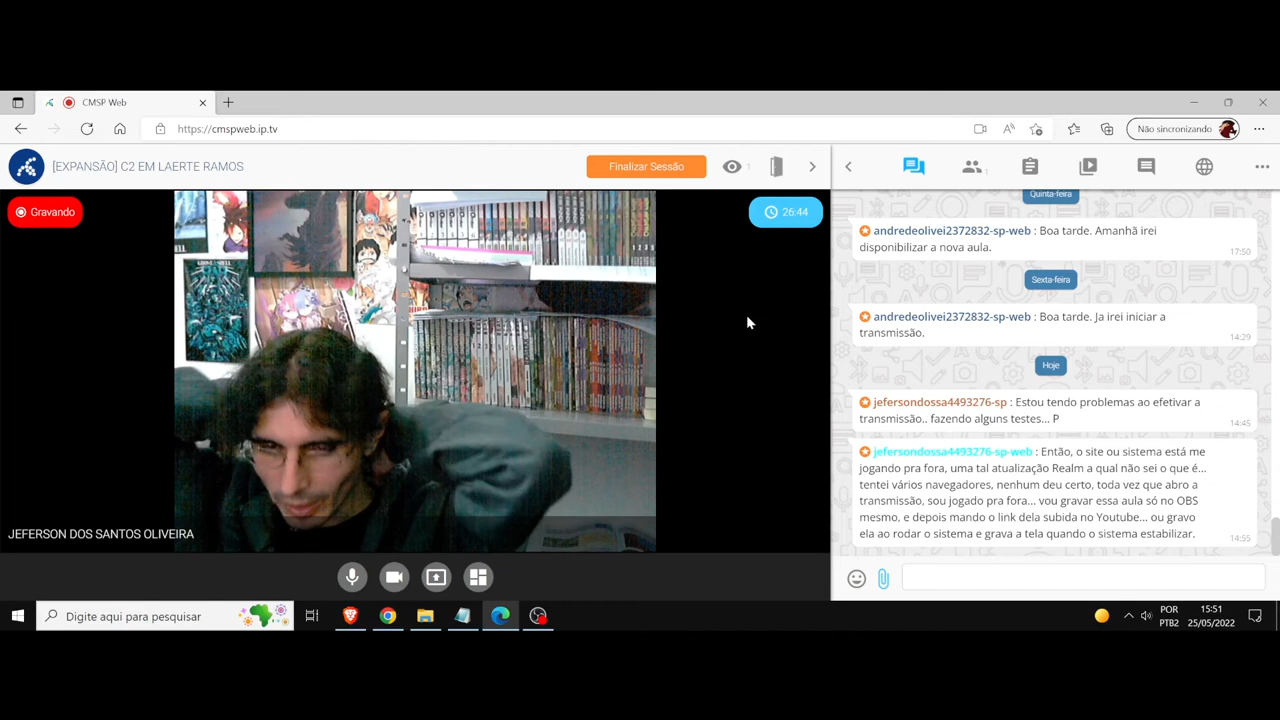 CMSP Web
https://cmspweb.ip.tv
Não sincronizando
[EXPANSÃO] C2 EM LAERTE RAMOS
Finalizar Sessão
1
1
Gravando
26:44
JEFERSON DOS SANTOS OLIVEIRA
Quinta-feira
andredeolivei2372832-sp-web : Boa tarde. Amanhã irei
disponibilizar a nova aula.
17:50
Sexta-feira
andredeolivei2372832-sp-web : Boa tarde. Ja irei iniciar a
transmissão.
14:29
Hoje
jefersondossa4493276-sp : Estou tendo problemas ao efetivar a
transmissão.. fazendo alguns testes... P
14:45
jefersondossa4493276-sp-web : Então, o site ou sistema está me
jogando pra fora, uma tal atualização Realm a qual não sei o que é...
tentei vários navegadores, nenhum deu certo, toda vez que abro a
transmissão, sou jogado pra fora... vou gravar essa aula só no OBS
mesmo, e depois mando o link dela subida no Youtube... ou gravo
ela ao rodar o sistema e grava a tela quando o sistema estabilizar.
14:55
Digite aqui para pesquisar
POR
PTB2
15:51
25/05/2022